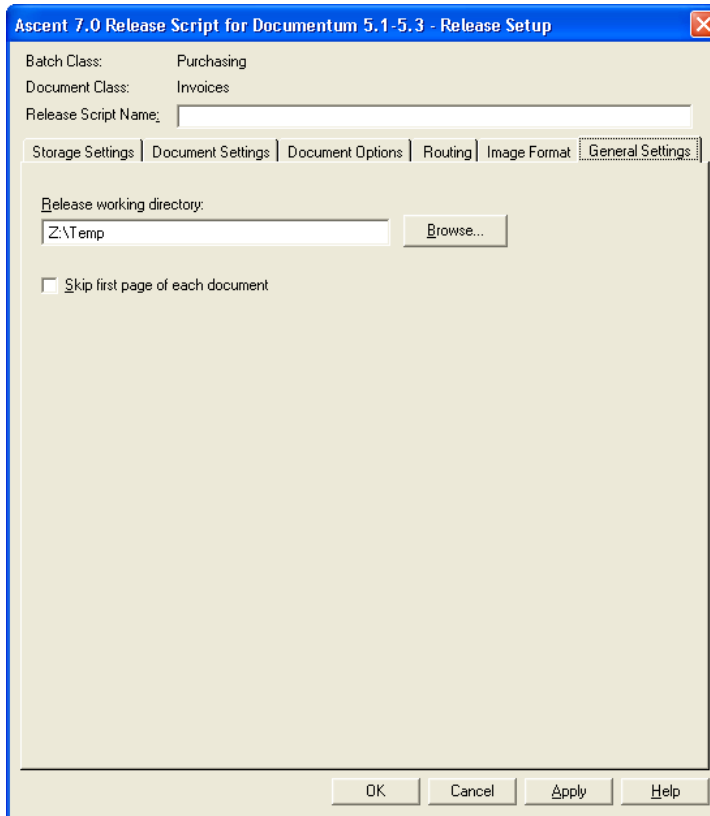 Ascent 7.0 Release Script for Documentum 5.1-5.3 - Release Setup
Batch Class: Purchasing
Document Class: Invoices
Release Script Name:
Storage Settings Document Settings Document Options Routing Image Format General Settings
Release working directory:
Z:\Temp Browse...
Skip first page of each document
OK Cancel Apply Help